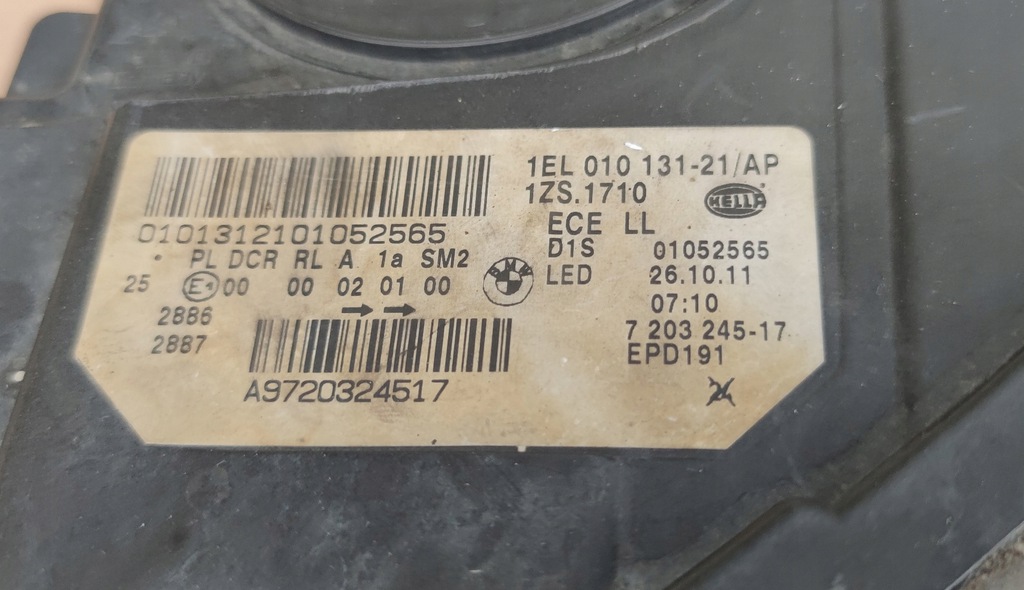 1EL 010 131-21/AP
1ZS.1710
HELLA
0101312101052565
ECE LL
PL DCR RL A 1a SM2
D1S 01052565
25 E1 00 00 02 01 00
BMW
LED 26.10.11
→ →
07:10
2886
2887
7 203 245-17
EPD191
A9720324517